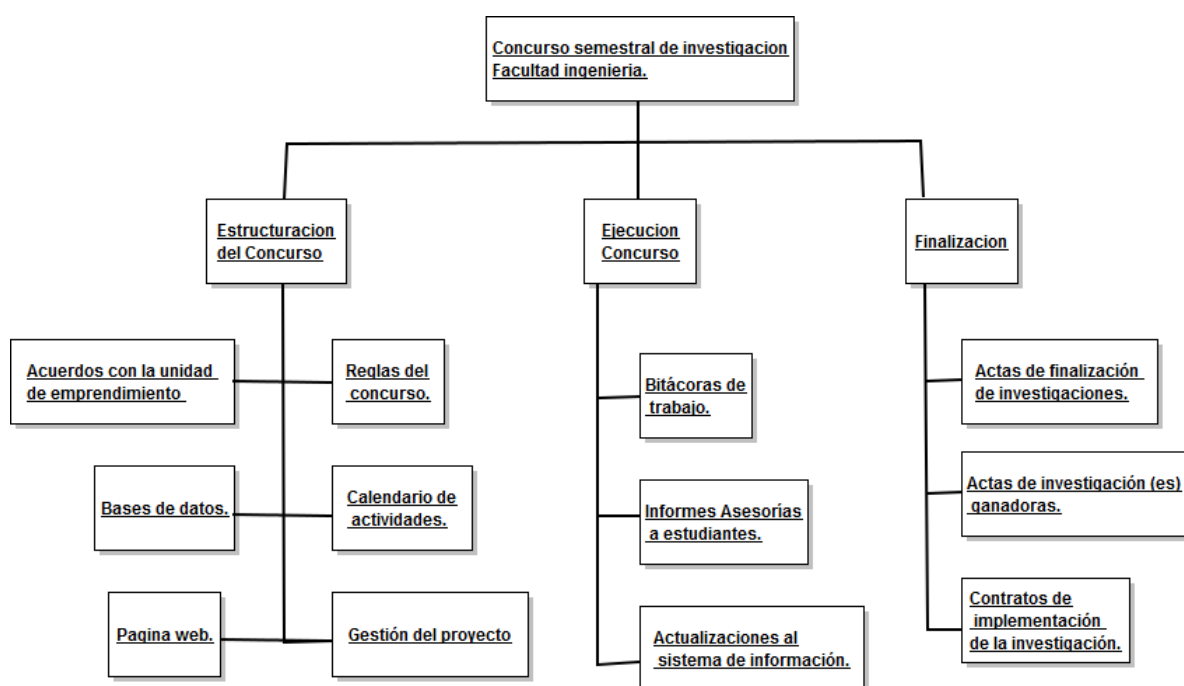 Concurso semestral de investigacion
Facultad ingenieria.
Estructuracion
del Concurso
Ejecucion
Concurso
Finalizacion
Acuerdos con la unidad
de emprendimiento
Reglas del
concurso.
Bases de datos.
Calendario de
actividades.
Pagina web.
Gestión del proyecto
Bitácoras de
trabajo.
Informes Asesorías
a estudiantes.
Actualizaciones al
sistema de información.
Actas de finalización
de investigaciones.
Actas de investigación (es)
ganadoras.
Contratos de
implementación
de la investigación.